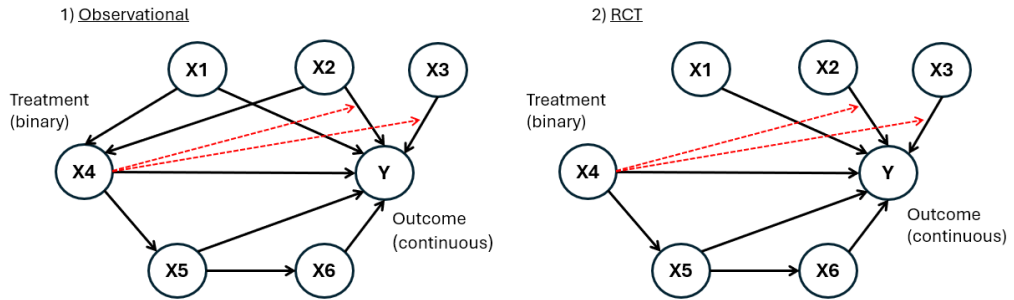 1) Observational
X1
X2
X3
Treatment
(binary)
X4
Y
Outcome
(continuous)
X5
X6
2) RCT
X1
X2
X3
Treatment
(binary)
X4
Y
Outcome
(continuous)
X5
X6